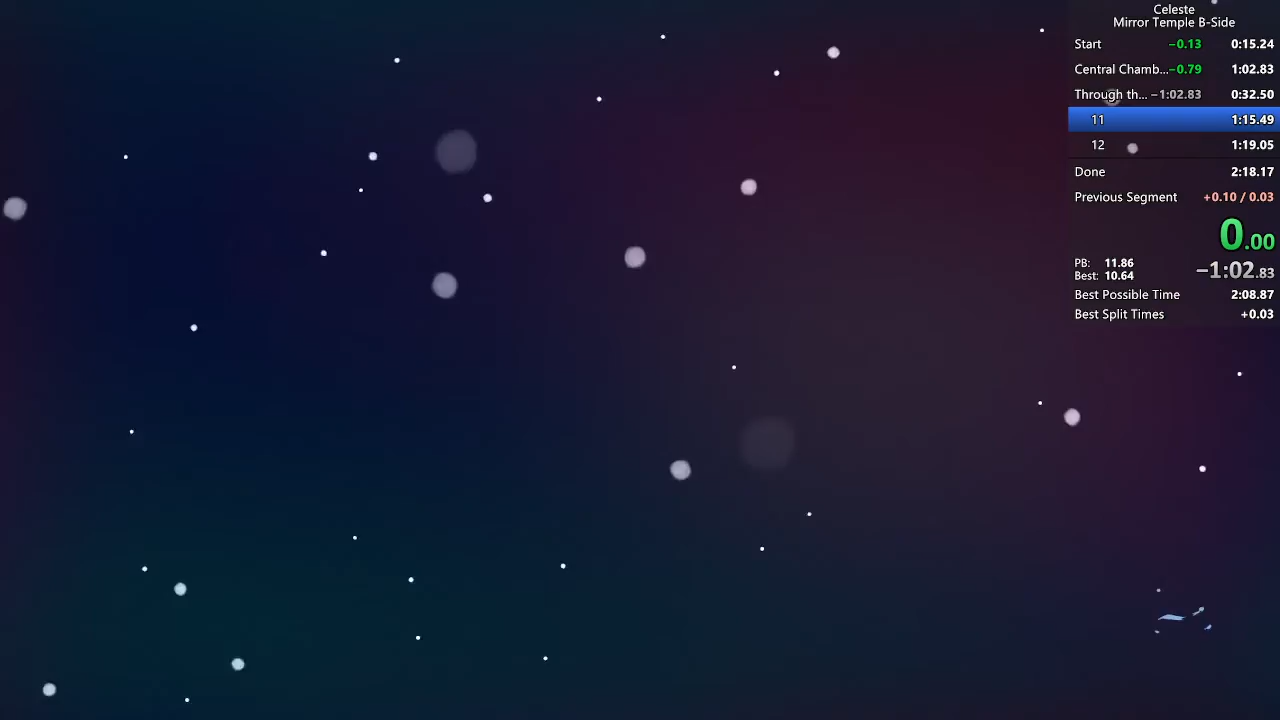 Celeste
Mirror Temple B-Side
Start −0.13 0:15.24
Central Chamb... −0.79 1:02.83
Through th... −1:02.83 0:32.50
11 1:15.49
12 1:19.05
Done 2:18.17
Previous Segment +0.10 / 0.03
0.00
PB: 11.86
Best: 10.64
−1:02.83
Best Possible Time 2:08.87
Best Split Times +0.03